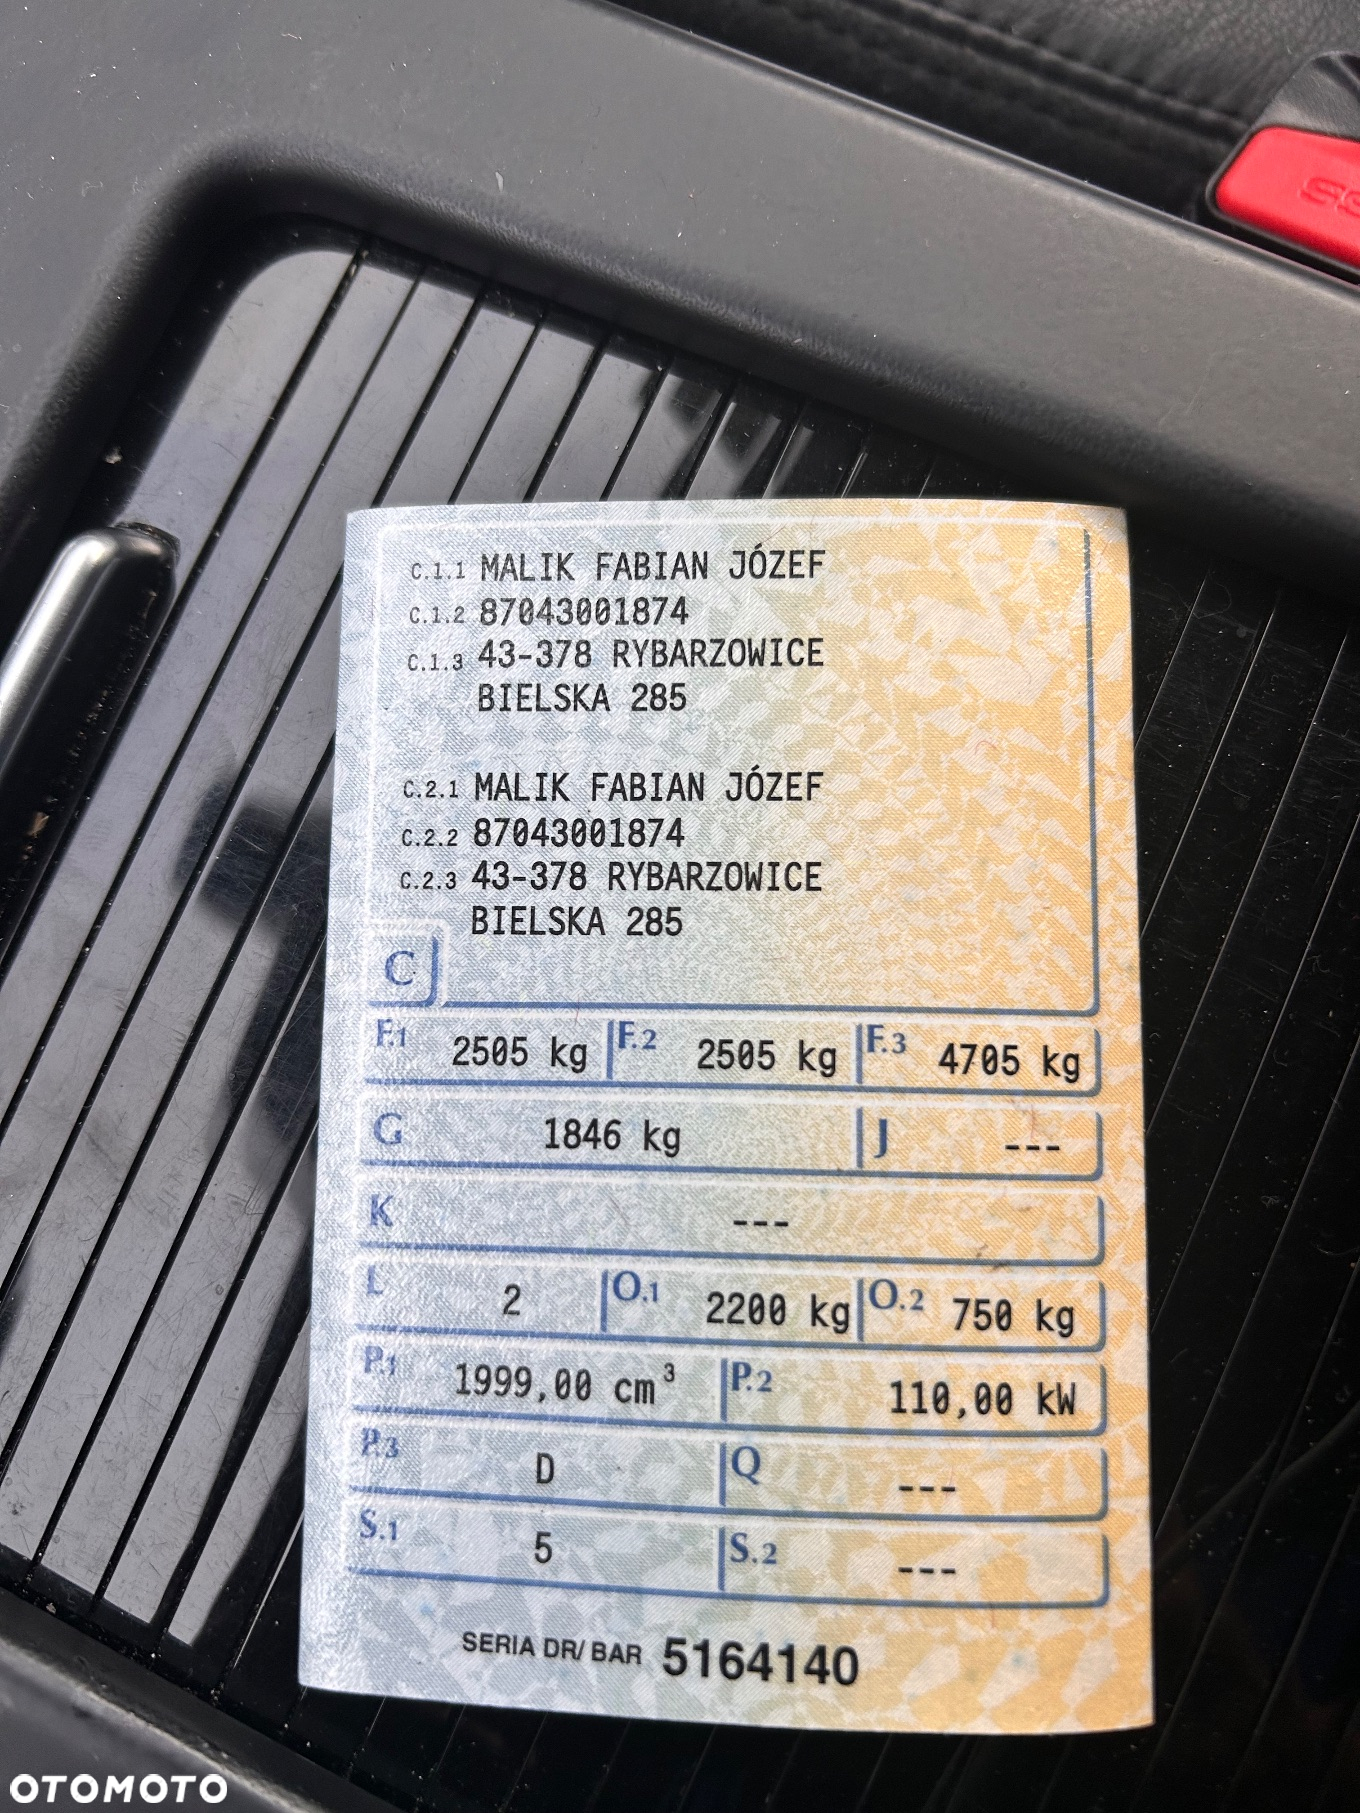 SS
C.1.1 MALIK FABIAN JÓZEF
C.1.2 87043001874
C.1.3 43-378 RYBARZOWICE
BIELSKA 285
C.2.1 MALIK FABIAN JÓZEF
C.2.2 87043001874
C.2.3 43-378 RYBARZOWICE
BIELSKA 285
C
F.1 2505 kg F.2 2505 kg F.3 4705 kg
G 1846 kg J ---
K ---
L 2 O.1 2200 kg O.2 750 kg
P.1 1999,00 cm³ P.2 110,00 kW
P.3 D Q ---
S.1 5 S.2 ---
SERIA DR/ BAR 5164140
OTOMOTO